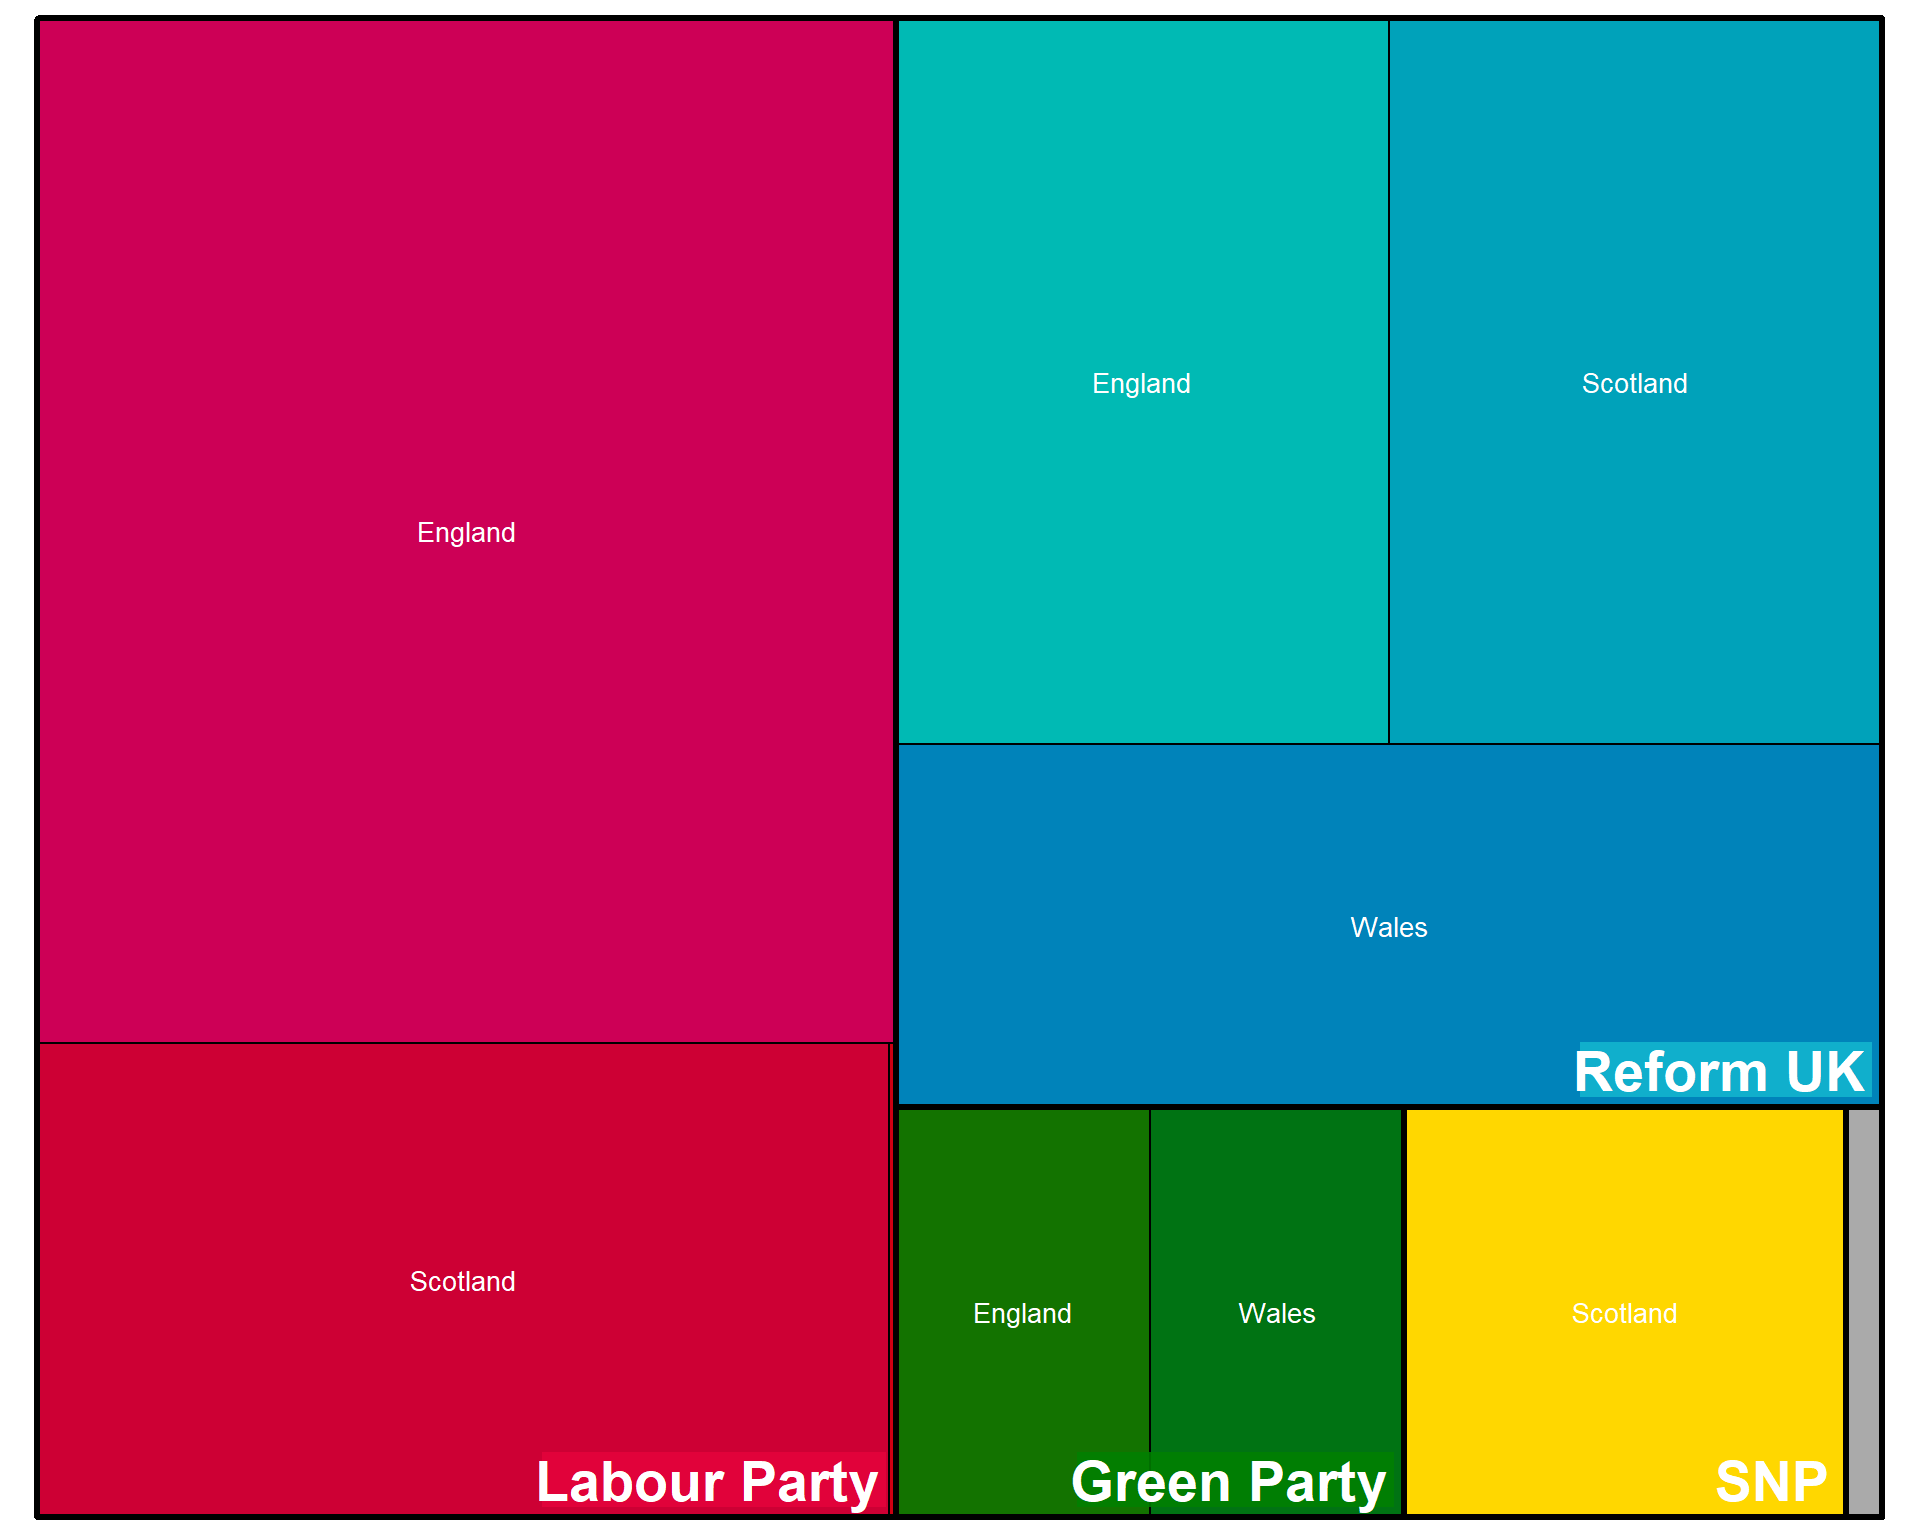 England
Scotland
Labour Party
England
Scotland
Wales
Reform UK
England
Wales
Green Party
Scotland
SNP